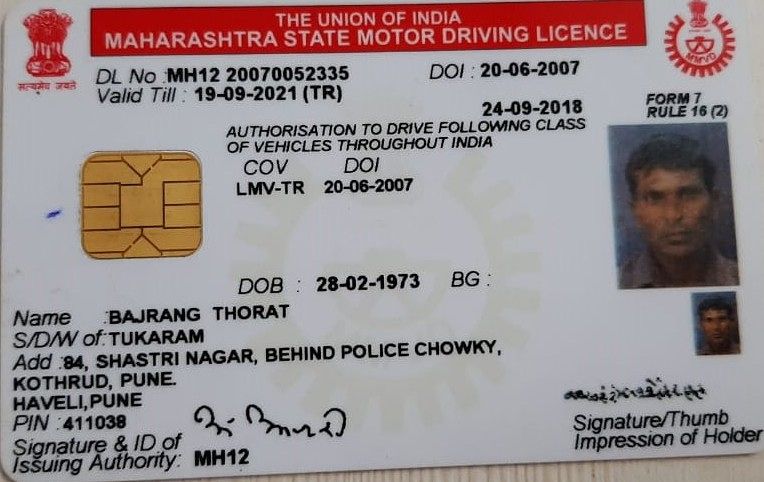 THE UNION OF INDIA
MAHARASHTRA STATE MOTOR DRIVING LICENCE
सत्यमेव जयते
MMVD
DL No : MH12 20070052335 DOI : 20-06-2007
Valid Till : 19-09-2021 (TR)
24-09-2018
FORM 7
RULE 16 (2)
AUTHORISATION TO DRIVE FOLLOWING CLASS
OF VEHICLES THROUGHOUT INDIA
COV DOI
LMV-TR 20-06-2007
DOB : 28-02-1973 BG :
Name : BAJRANG THORAT
S/D/W of : TUKARAM
Add : 84, SHASTRI NAGAR, BEHIND POLICE CHOWKY,
KOTHRUD, PUNE.
HAVELI,PUNE
PIN : 411038
Signature & ID of
Issuing Authority: MH12
Signature/Thumb
Impression of Holder